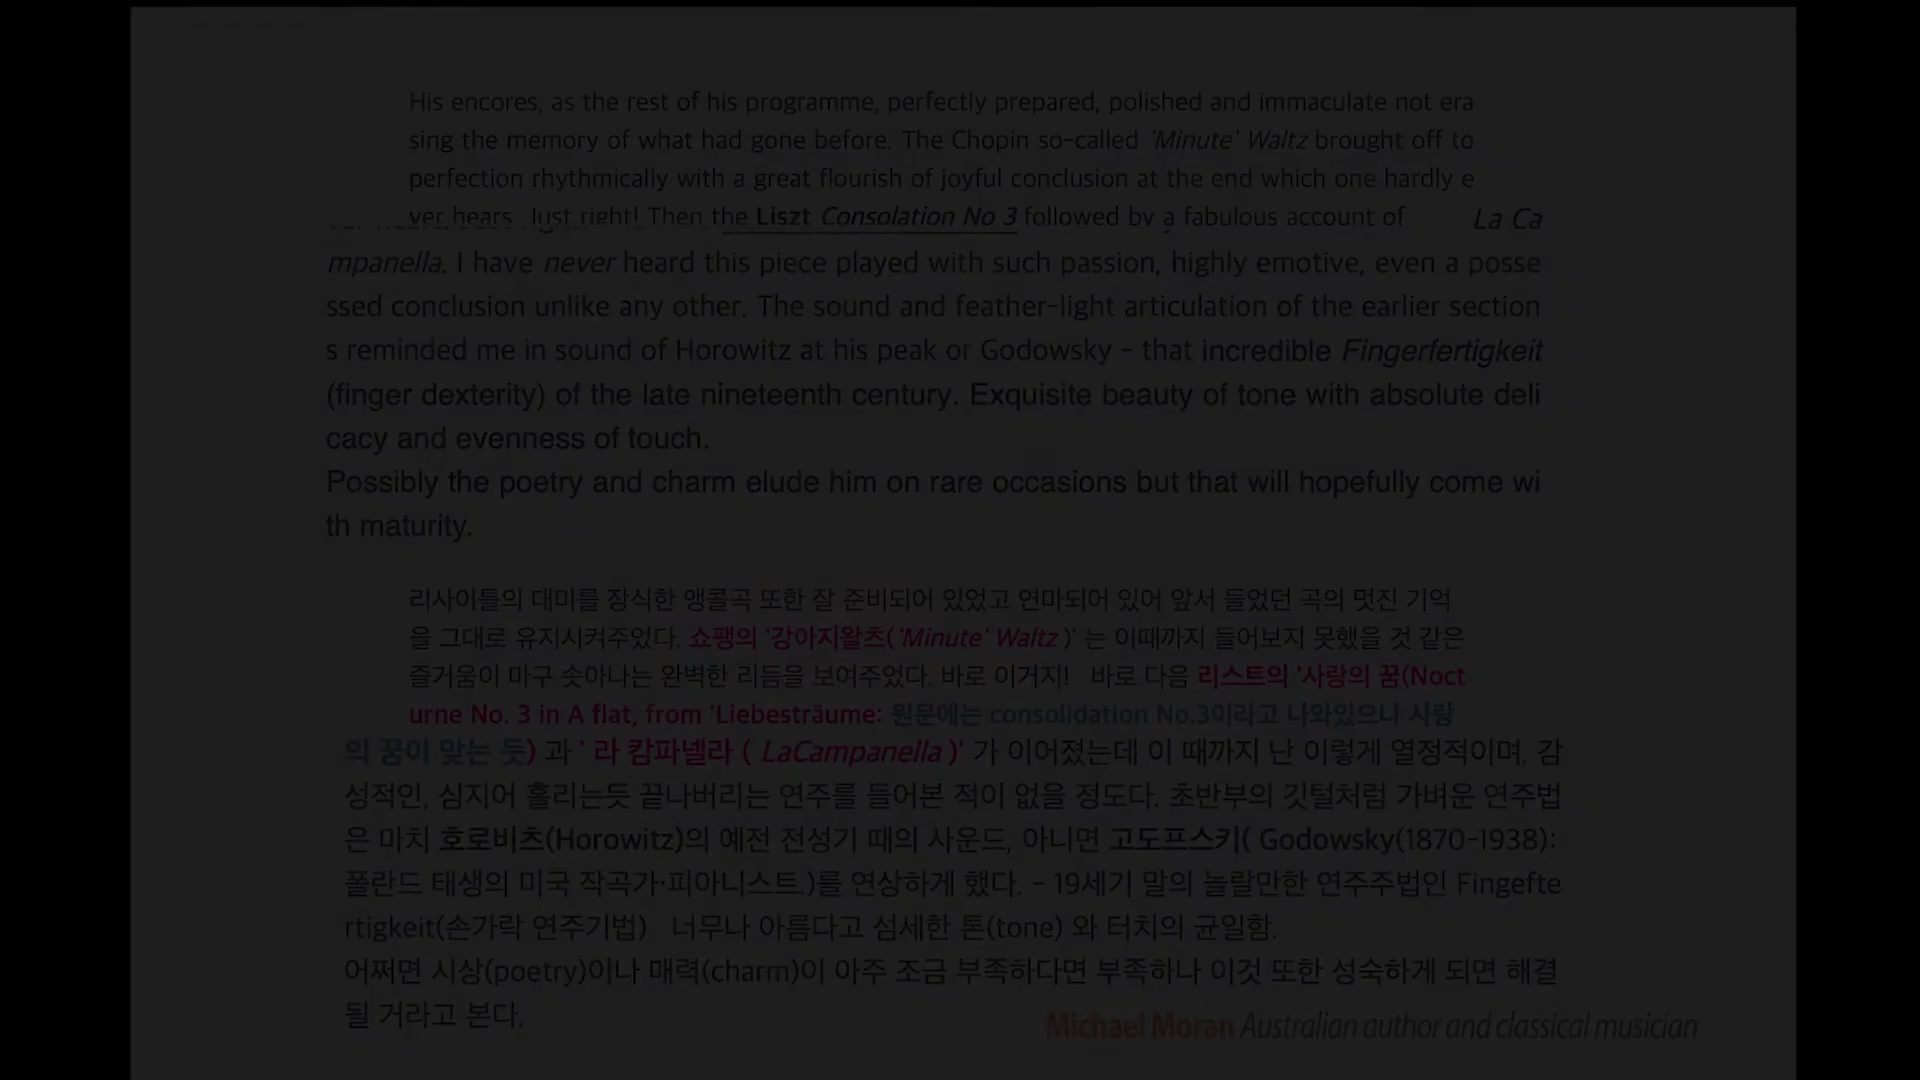 His encores, as the rest of his programme, perfectly prepared, polished and immaculate not era
sing the memory of what had gone before. The Chopin so-called 'Minute' Waltz brought off to
perfection rhythmically with a great flourish of joyful conclusion at the end which one hardly e
ver hears. Just right! Then the Liszt Consolation No 3 followed by a fabulous account of La Ca
mpanella. I have never heard this piece played with such passion, highly emotive, even a posse
ssed conclusion unlike any other. The sound and feather-light articulation of the earlier section
s reminded me in sound of Horowitz at his peak or Godowsky - that incredible Fingerfertigkeit
(finger dexterity) of the late nineteenth century. Exquisite beauty of tone with absolute deli
cacy and evenness of touch.
Possibly the poetry and charm elude him on rare occasions but that will hopefully come wi
th maturity.
리사이틀의 대미를 장식한 앵콜곡 또한 잘 준비되어 있었고 연마되어 있어 앞서 들었던 곡의 멋진 기억
을 그대로 유지시켜주었다. 쇼팽의 '강아지왈츠('Minute' Waltz )' 는 이때까지 들어보지 못했을 것 같은
즐거움이 마구 솟아나는 완벽한 리듬을 보여주었다. 바로 이거지! 바로 다음 리스트의 '사랑의 꿈(Noct
urne No. 3 in A flat, from 'Liebesträume: 원문에는 consolidation No.3이라고 나와있으나 사랑
의 꿈이 맞는 듯) 과 ' 라 캄파넬라 ( LaCampanella )' 가 이어졌는데 이 때까지 난 이렇게 열정적이며, 감
성적인, 심지어 흘리는듯 끝나버리는 연주를 들어본 적이 없을 정도다. 초반부의 깃털처럼 가벼운 연주법
은 마치 호로비츠(Horowitz)의 예전 전성기 때의 사운드, 아니면 고도프스키( Godowsky(1870-1938):
폴란드 태생의 미국 작곡가·피아니스트.)를 연상하게 했다. - 19세기 말의 놀랄만한 연주주법인 Fingefte
rtigkeit(손가락 연주기법) 너무나 아름다고 섬세한 톤(tone) 와 터치의 균일함.
어쩌면 시상(poetry)이나 매력(charm)이 아주 조금 부족하다면 부족하나 이것 또한 성숙하게 되면 해결
될 거라고 본다.
Michael Moran Australian author and classical musician